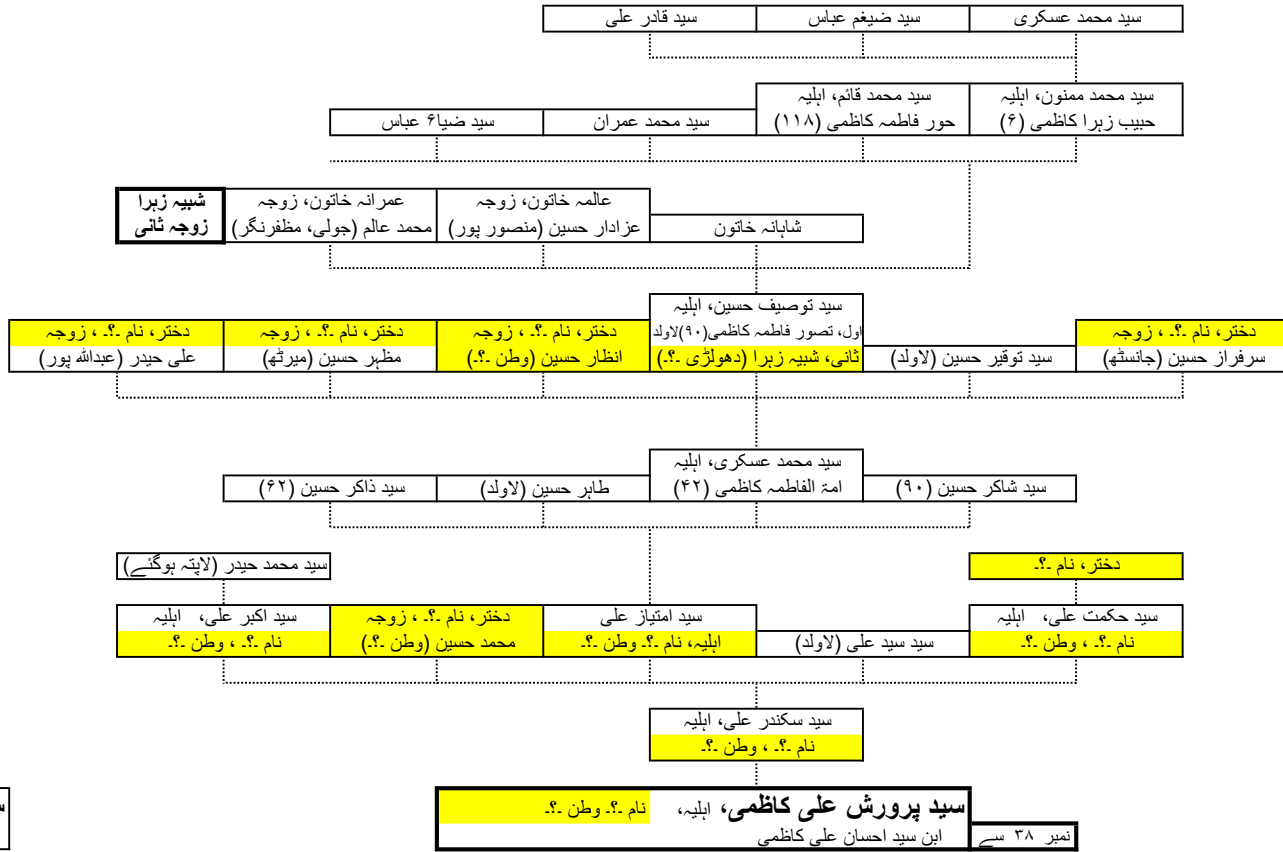 سید محمد عسکری
سید ضیغم عباس
سید قادر علی
سید محمد ممنون، اہلیہ
حبیب زہرا کاظمی (۶)
سید محمد قائم، اہلیہ
حور فاطمہ کاظمی (۱۱۸)
سید محمد عمران
سید ضیا۶ عباس
شاہانہ خاتون
عالمہ خاتون، زوجہ
عزادار حسین (منصور پور)
عمرانہ خاتون، زوجہ
محمد عالم (جولی، مظفرنگر)
شبیہ زہرا
زوجہ ثانی
دختر، نام ۔؟۔ ، زوجہ
سرفراز حسین (جانسٹھ)
سید توقیر حسین (لاولد)
سید توصیف حسین، اہلیہ
اول، تصور فاطمہ کاظمی(۹۰)لاولد
ثانی، شبیہ زہرا (دھولڑی ۔؟۔)
دختر، نام ۔؟۔ ، زوجہ
انظار حسین (وطن ۔؟۔)
دختر، نام ۔؟۔ ، زوجہ
مظہر حسین (میرٹھ)
دختر، نام ۔؟۔ ، زوجہ
علی حیدر (عبداللہ پور)
سید شاکر حسین (۹۰)
سید محمد عسکری، اہلیہ
امۃ الفاطمہ کاظمی (۴۲)
طاہر حسین (لاولد)
سید ذاکر حسین (۶۲)
دختر، نام ۔؟۔
سید محمد حیدر (لاپتہ ہوگئے)
سید حکمت علی، اہلیہ
نام ۔؟۔ ، وطن ۔؟۔
سید سید علی (لاولد)
سید امتیاز علی
اہلیہ، نام ۔؟۔ وطن ۔؟۔
دختر، نام ۔؟۔ ، زوجہ
محمد حسین (وطن ۔؟۔)
سید اکبر علی، اہلیہ
نام ۔؟۔ ، وطن ۔؟۔
سید سکندر علی، اہلیہ
نام ۔؟۔ ، وطن ۔؟۔
سید پرورش علی کاظمی، اہلیہ، نام ۔؟۔ وطن ۔؟۔
نمبر ۳۸ سے ابن سید احسان علی کاظمی